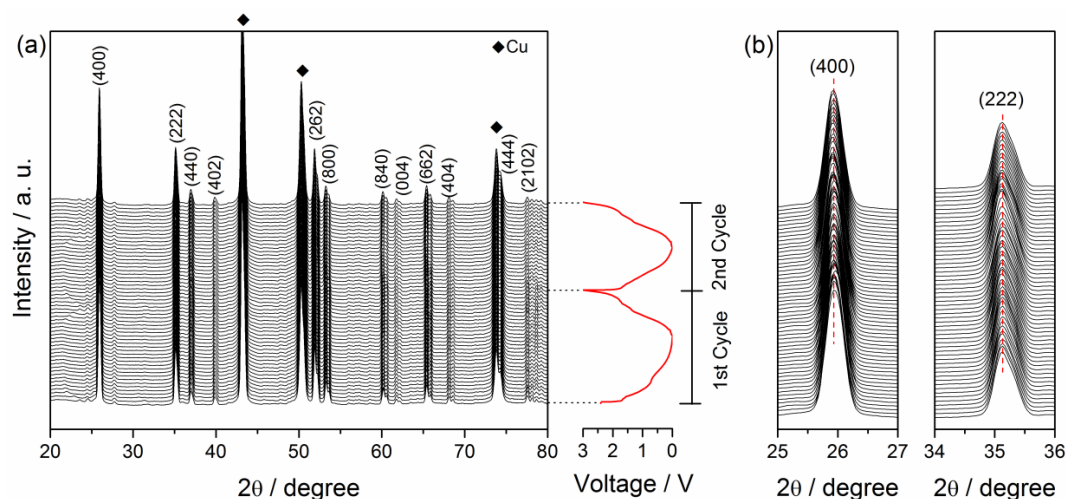 (a)
(b)
◆Cu
(400)
(222)
(440)
(402)
(262)
(800)
(840)
(004)
(662)
(404)
(444)
(2102)
Intensity / a. u.
20 30 40 50 60 70 80
2θ / degree
2nd Cycle
1st Cycle
3 2 1 0
Voltage / V
(400)
25 26 27
2θ / degree
(222)
34 35 36
2θ / degree